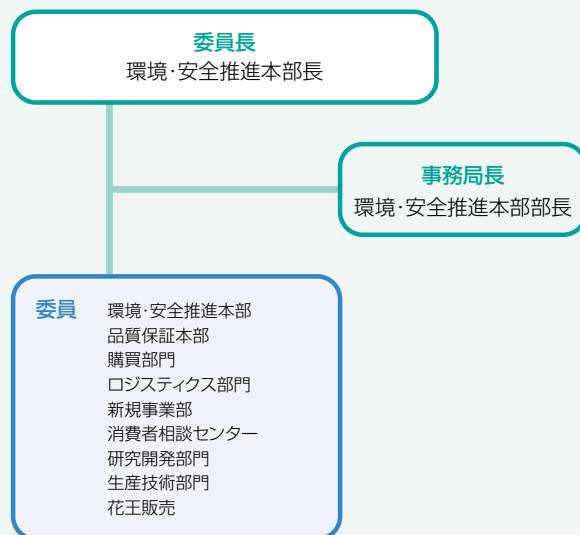 委員長
環境・安全推進本部長
事務局長
環境・安全推進本部部長
委員 環境・安全推進本部
品質保証本部
購買部門
ロジスティクス部門
新規事業部
消費者相談センター
研究開発部門
生産技術部門
花王販売